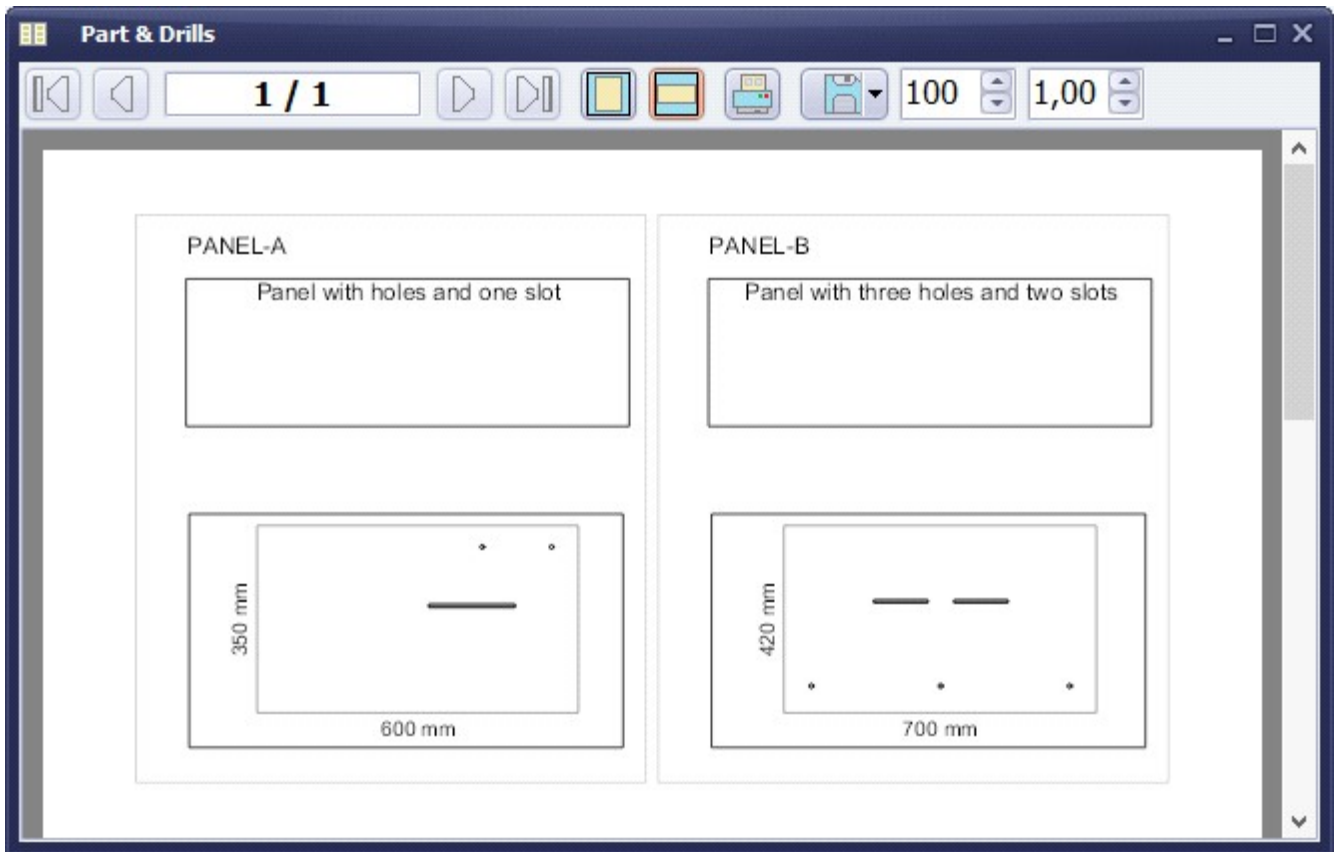 Part & Drills
1 / 1
100
1,00
PANEL-A
Panel with holes and one slot
350 mm
600 mm
PANEL-B
Panel with three holes and two slots
420 mm
700 mm